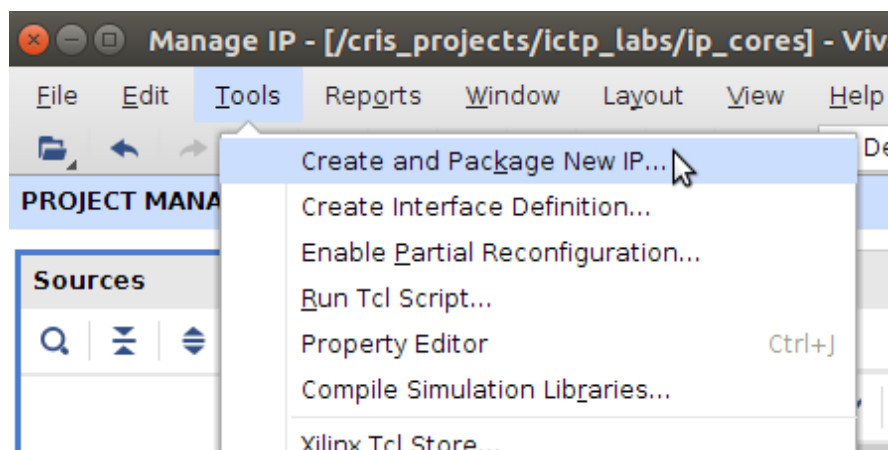 Manage IP - [/cris_projects/ictp_labs/ip_cores] - Viv
File Edit Tools Reports Window Layout View Help
De
Create and Package New IP...
PROJECT MANA
Create Interface Definition...
Enable Partial Reconfiguration...
Sources
Run Tcl Script...
Property Editor Ctrl+J
Compile Simulation Libraries...
Xilinx Tcl Store...